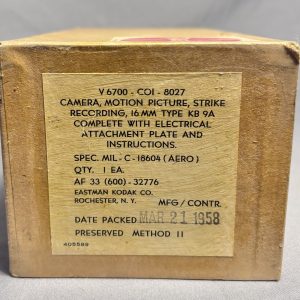 V 6700 - COI - 8027
CAMERA, MOTION PICTURE, STRIKE
RECORDING, 16MM TYPE KB 9A
COMPLETE WITH ELECTRICAL
ATTACHMENT PLATE AND
INSTRUCTIONS.
SPEC. MIL - C - 18604 (AERO)
QTY. 1 EA.
AF 33 (600) - 32776
EASTMAN KODAK CO.
ROCHESTER, N. Y. MFG/CONTR.
DATE PACKED MAR 21 1958
PRESERVED METHOD II
405589